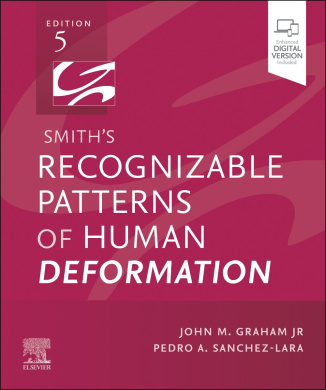 EDITION
5
Enhanced
DIGITAL
VERSION
Included
SMITH'S
RECOGNIZABLE
PATTERNS
OF HUMAN
DEFORMATION
JOHN M. GRAHAM JR
PEDRO A. SANCHEZ-LARA
ELSEVIER